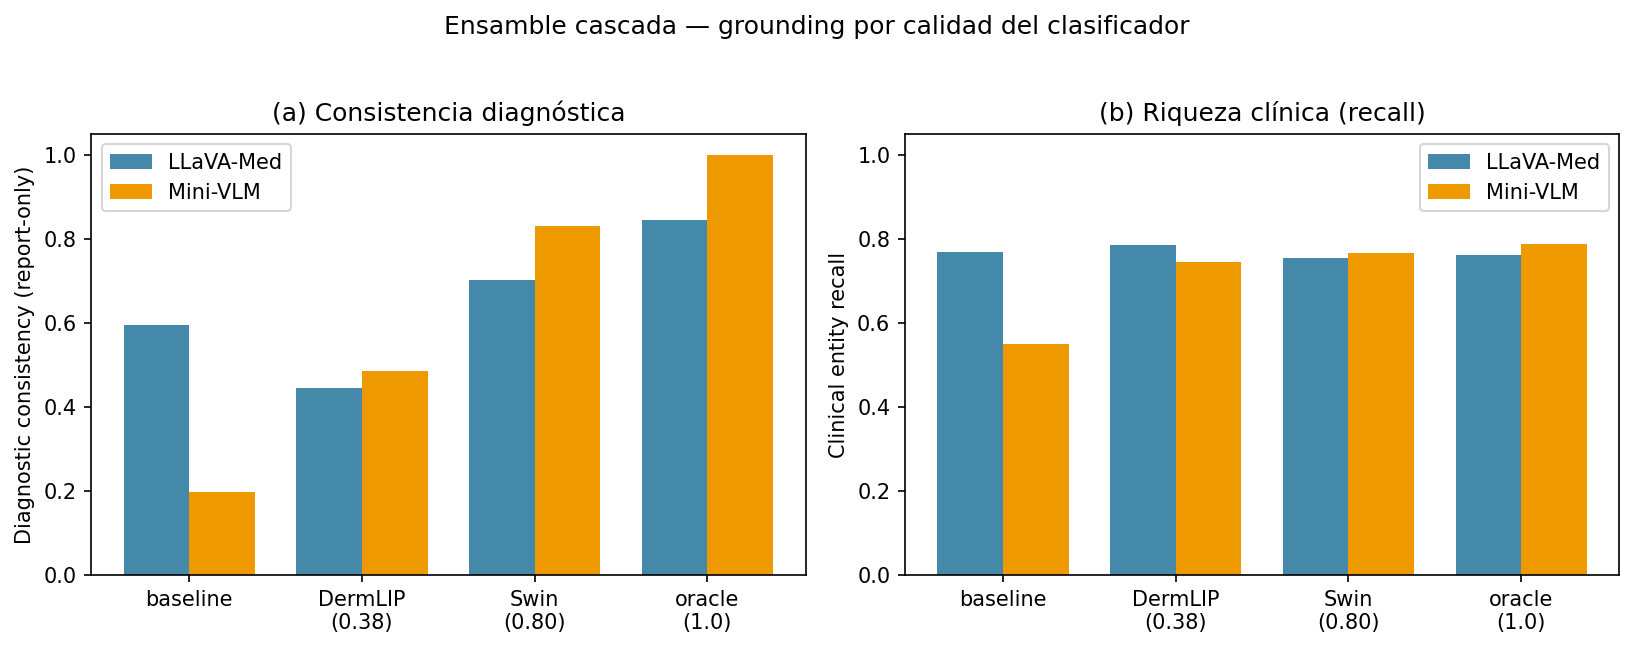 Ensamble cascada — grounding por calidad del clasificador
(a) Consistencia diagnóstica
Diagnostic consistency (report-only)
1.0
0.8
0.6
0.4
0.2
0.0
LLaVA-Med
Mini-VLM
baseline
DermLIP
(0.38)
Swin
(0.80)
oracle
(1.0)
(b) Riqueza clínica (recall)
Clinical entity recall
1.0
0.8
0.6
0.4
0.2
0.0
LLaVA-Med
Mini-VLM
baseline
DermLIP
(0.38)
Swin
(0.80)
oracle
(1.0)